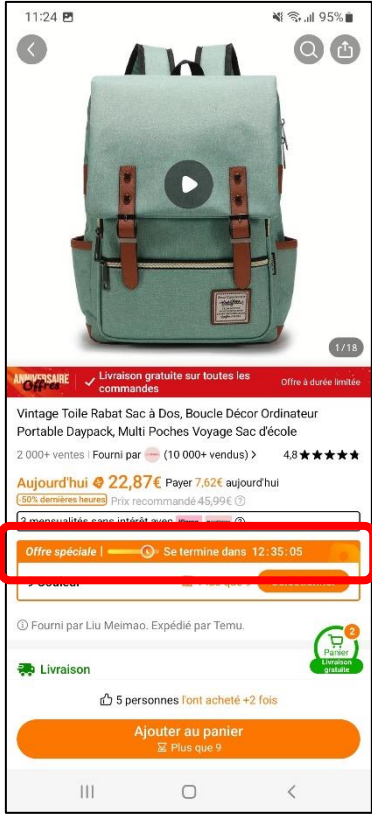 11:24
95%
1/18
ANNIVERSAIRE
Offres
Livraison gratuite sur toutes les
commandes
Offre à durée limitée
Vintage Toile Rabat Sac à Dos, Boucle Décor Ordinateur
Portable Daypack, Multi Poches Voyage Sac d'école
2 000+ ventes | Fourni par (10 000+ vendus) > 4,8 ★★★★★
Aujourd'hui 22,87€ Payer 7,62€ aujourd'hui
-50% dernières heures Prix recommandé 45,99€
3 mensualités sans intérêt avec
Offre spéciale | Se termine dans 12:35:05
Fourni par Liu Meimao. Expédié par Temu.
2
Panier
Livraison
gratuite
Livraison
5 personnes l'ont acheté +2 fois
Ajouter au panier
Plus que 9